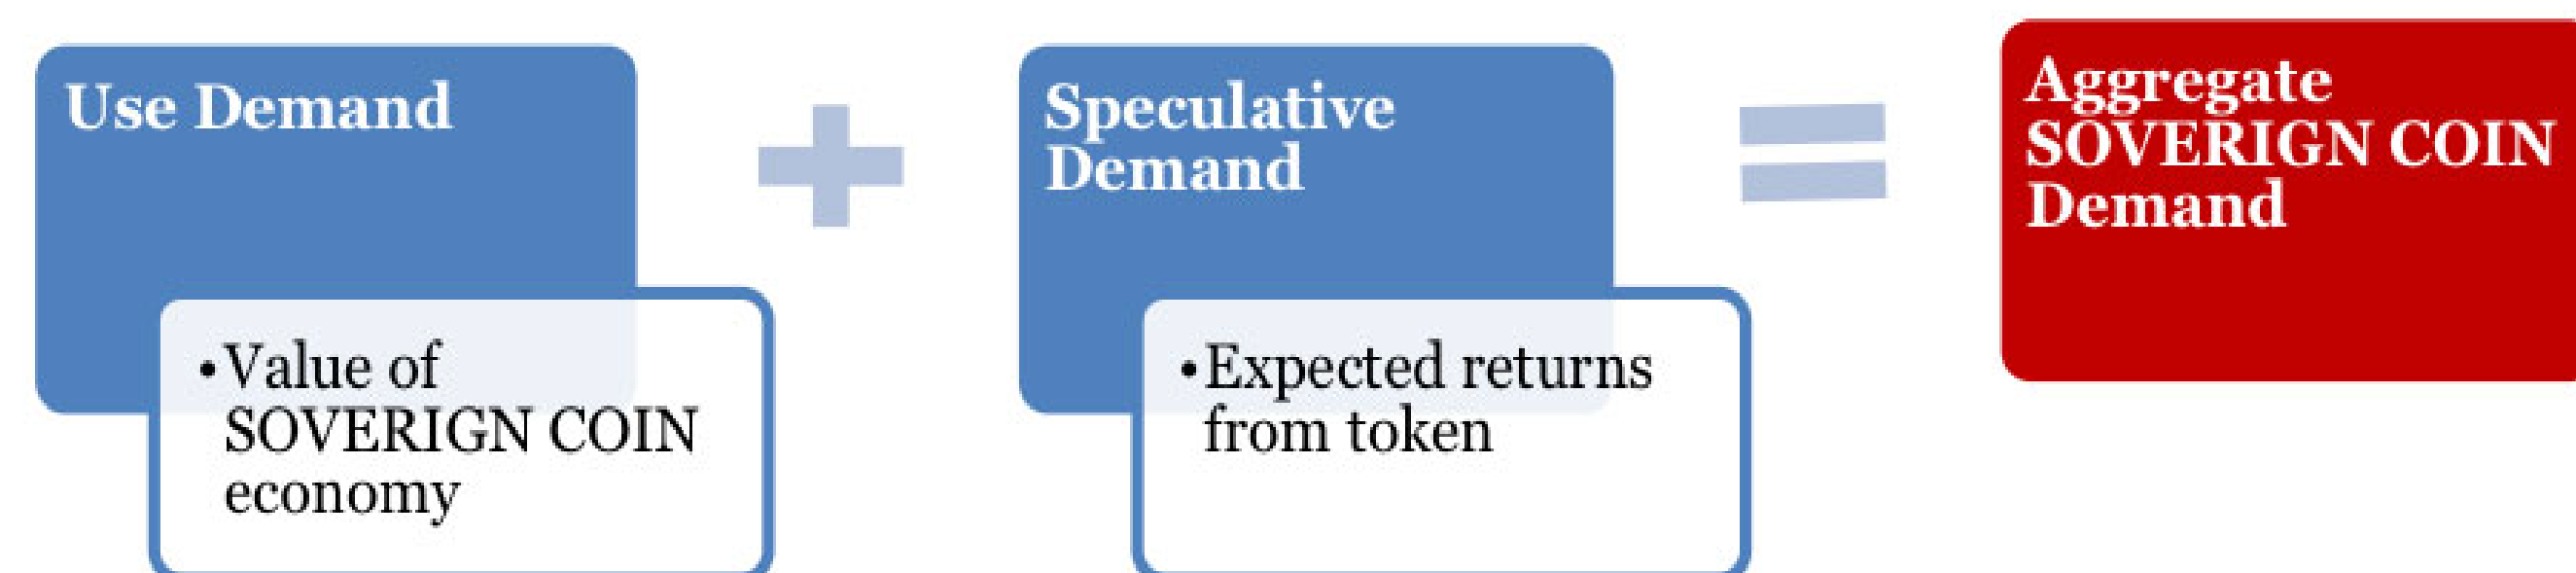 Use Demand
• Value of
SOVERIGN COIN
economy
Speculative
Demand
• Expected returns
from token
Aggregate
SOVERIGN COIN
Demand